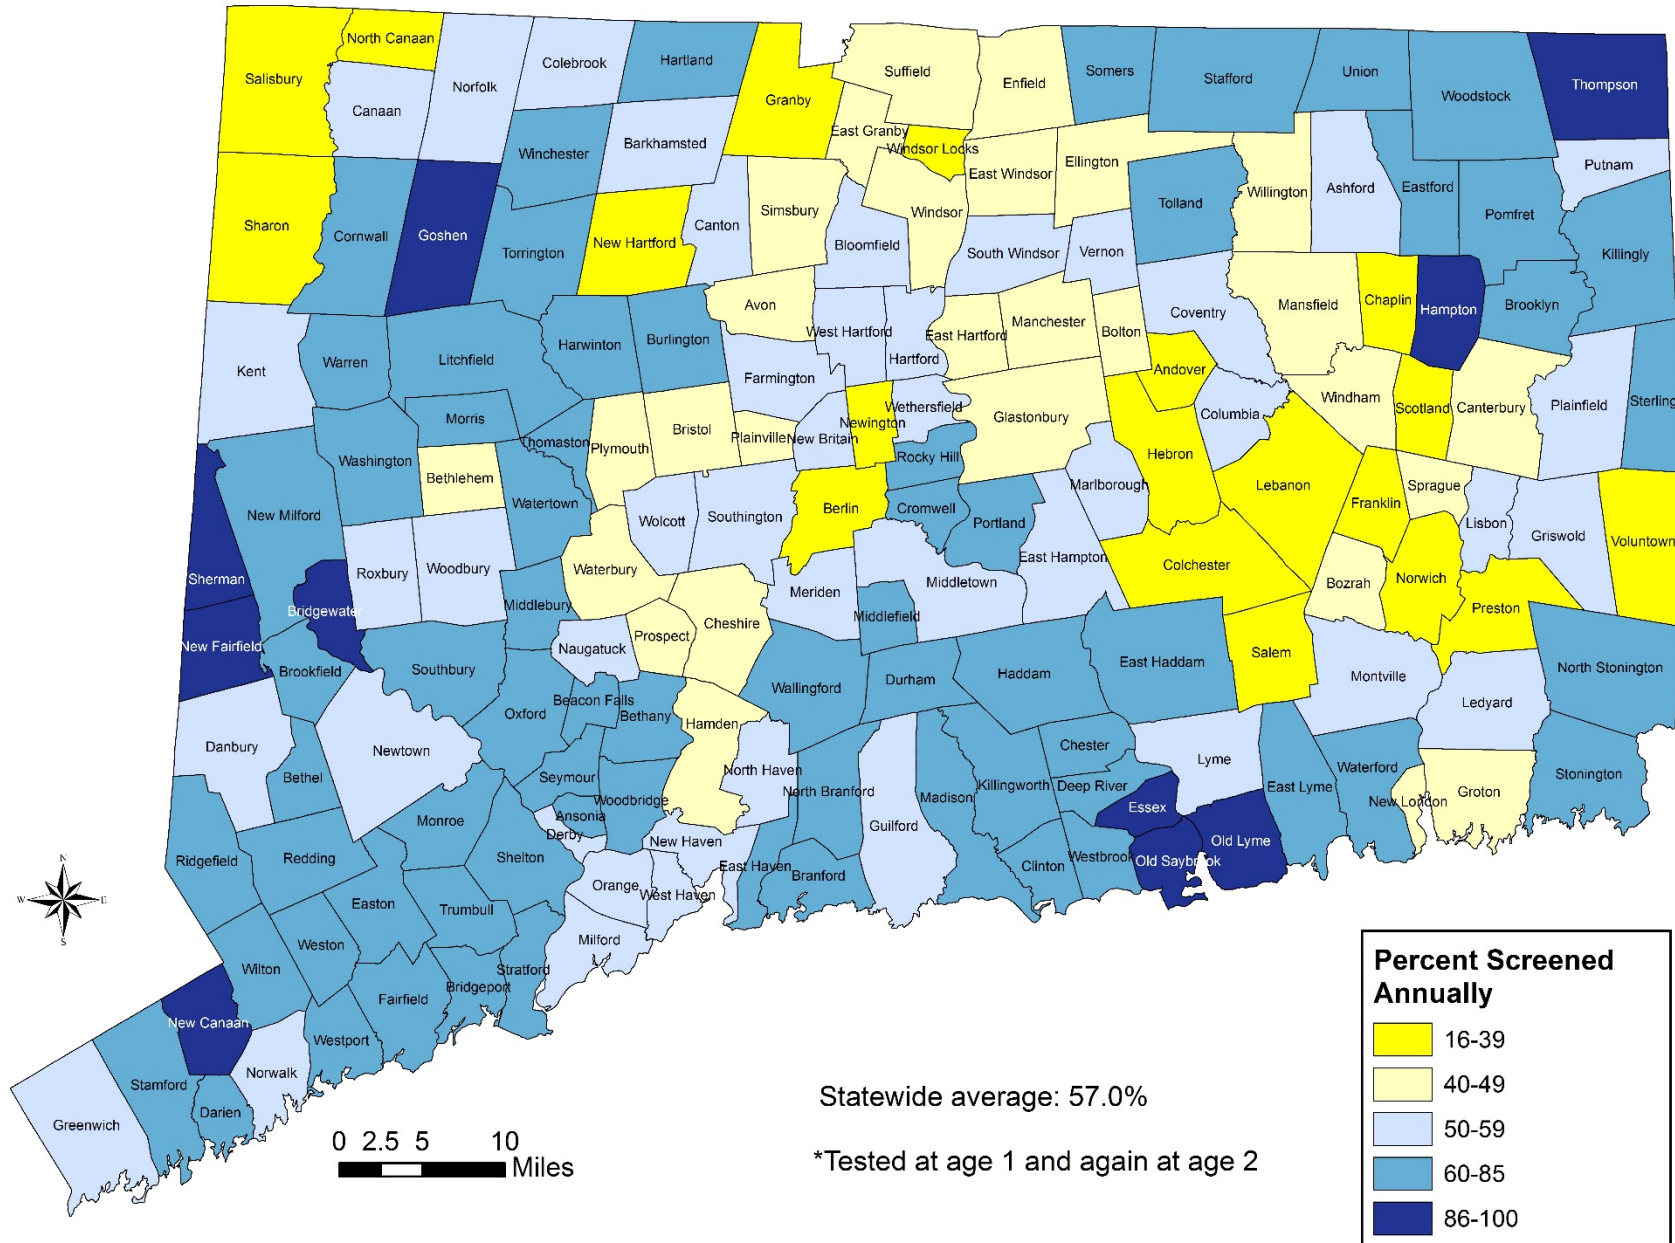 North Canaan
Salisbury
Canaan
Norfolk
Colebrook
Hartland
Granby
Suffield
Enfield
Somers
Stafford
Union
Woodstock
Thompson
East Granby
Windsor Locks
Winchester
Barkhamsted
East Windsor
Ellington
Putnam
Sharon
Cornwall
Goshen
Torrington
New Hartford
Canton
Simsbury
Bloomfield
Windsor
South Windsor
Vernon
Tolland
Willington
Ashford
Eastford
Pomfret
Killingly
Kent
Warren
Litchfield
Harwinton
Burlington
Avon
West Hartford
Hartford
East Hartford
Manchester
Bolton
Coventry
Mansfield
Chaplin
Hampton
Brooklyn
Farmington
Andover
Morris
Columbia
Windham
Scotland
Canterbury
Plainfield
Sterling
Washington
Bethlehem
Thomaston
Plymouth
Bristol
Plainville
New Britain
Newington
Wethersfield
Glastonbury
Rocky Hill
Hebron
Marlborough
Lebanon
Franklin
Sprague
Lisbon
Griswold
Voluntown
New Milford
Watertown
Wolcott
Southington
Berlin
Cromwell
Portland
East Hampton
Colchester
Bozrah
Norwich
Preston
Sherman
Bridgewater
Roxbury
Woodbury
Waterbury
Middlebury
Meriden
Middletown
Middlefield
New Fairfield
Brookfield
Southbury
Naugatuck
Prospect
Cheshire
Wallingford
Durham
Haddam
East Haddam
Salem
Montville
Ledyard
North Stonington
Danbury
Bethel
Newtown
Oxford
Beacon Falls
Bethany
Hamden
North Haven
Seymour
Ansonia
Woodbridge
Derby
North Branford
Guilford
Madison
Killingworth
Chester
Deep River
Essex
Lyme
Old Lyme
East Lyme
Waterford
New London
Groton
Stonington
Ridgefield
Redding
Monroe
Shelton
New Haven
East Haven
Branford
Clinton
Westbrook
Old Saybrook
Orange
West Haven
Easton
Trumbull
Weston
Wilton
Milford
Stratford
Bridgeport
Fairfield
Westport
New Canaan
Norwalk
Stamford
Darien
Greenwich
N
W
E
S
0 2.5 5 10
Miles
Statewide average: 57.0%
*Tested at age 1 and again at age 2
Percent Screened
Annually
16-39
40-49
50-59
60-85
86-100